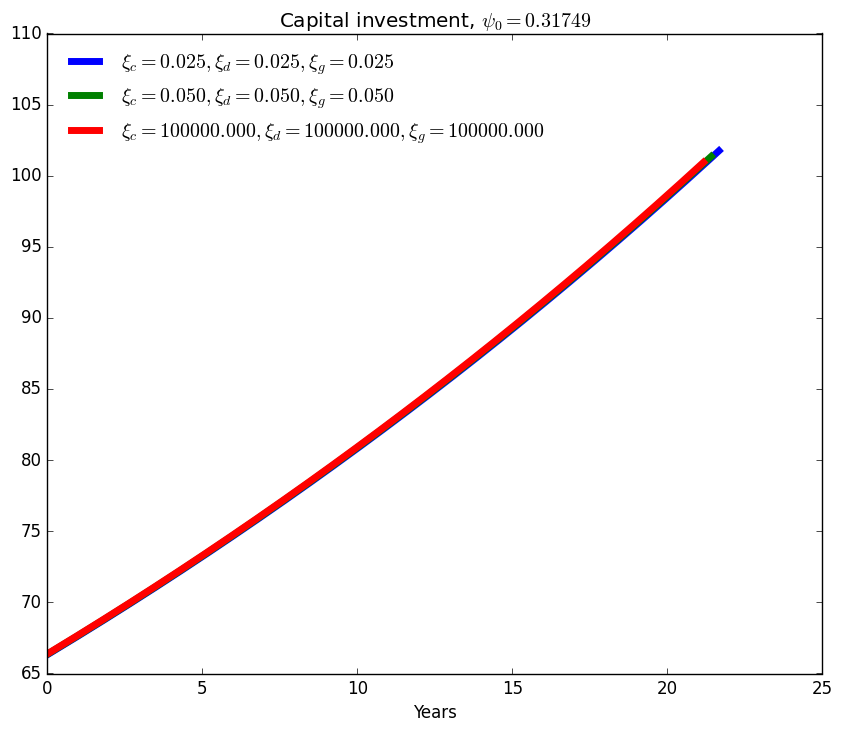 Capital investment, ψ₀ = 0.31749
110
105
100
95
90
85
80
75
70
65
ξ_c = 0.025, ξ_d = 0.025, ξ_g = 0.025
ξ_c = 0.050, ξ_d = 0.050, ξ_g = 0.050
ξ_c = 100000.000, ξ_d = 100000.000, ξ_g = 100000.000
0 5 10 15 20 25
Years